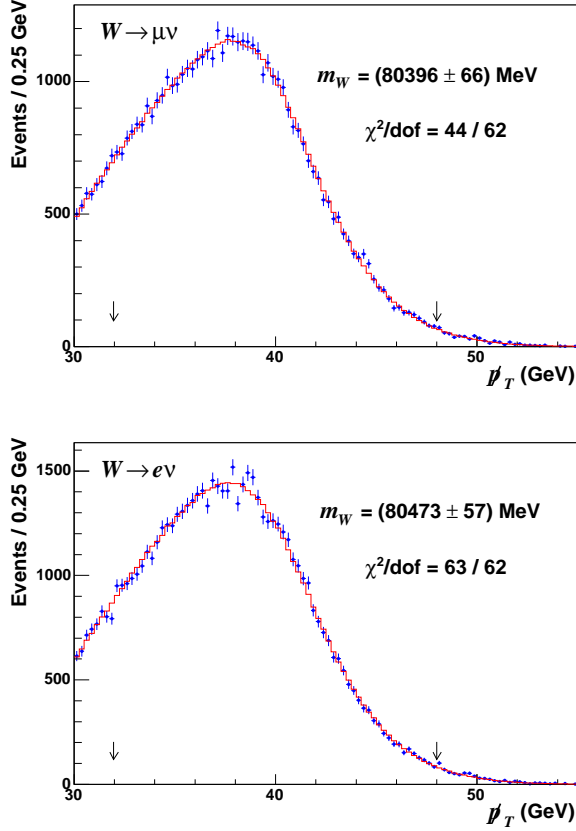 W→μν
m_W = (80396 ± 66) MeV
χ²/dof = 44 / 62
Events / 0.25 GeV
1000
500
0
30 40 50
p̸_T (GeV)
W→eν
m_W = (80473 ± 57) MeV
χ²/dof = 63 / 62
Events / 0.25 GeV
1500
1000
500
0
30 40 50
p̸_T (GeV)